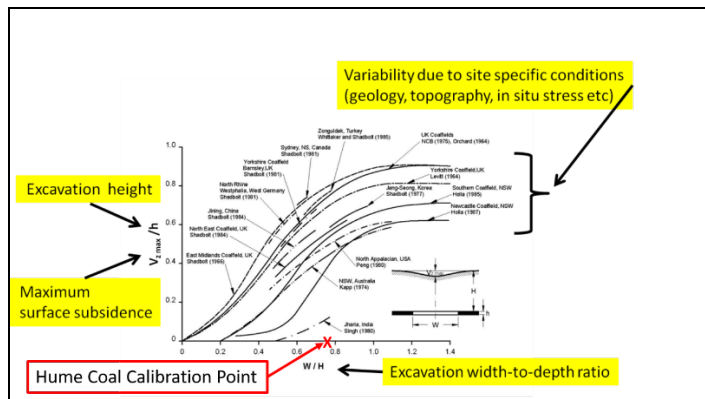 Variability due to site specific conditions
(geology, topography, in situ stress etc)
Zonguldak, Turkey
Whittaker and Shadbolt (1985)
Sydney, NS, Canada
Shadbolt (1981)
UK Coalfields
NCB (1975), Orchard (1964)
Yorkshire Coalfield
Barnsley, UK
Shadbolt (1981)
Yorkshire Coalfield, UK
Levitt (1964)
North Rhine
Westphalia, West Germany
Shadbolt (1981)
Jang-Seong, Korea
Shadbolt (1977)
Southern Coalfield, NSW
Holla (1985)
Jining, China
Shadbolt (1984)
Newcastle Coalfield, NSW
Holla (1987)
North East Coalfield, UK
Shadbolt (1984)
North Appalacian, USA
Peng (1980)
East Midlands Coalfield, UK
Shadbolt (1966)
NSW, Australia
Kapp (1974)
Jharia, India
Singh (1980)
Excavation height
V z max /h
Maximum
surface subsidence
1.0
0.8
0.6
0.4
0.2
0
0 0.2 0.4 0.6 0.8 1.0 1.2 1.4
H
h
W
X
W / H
Hume Coal Calibration Point
Excavation width-to-depth ratio